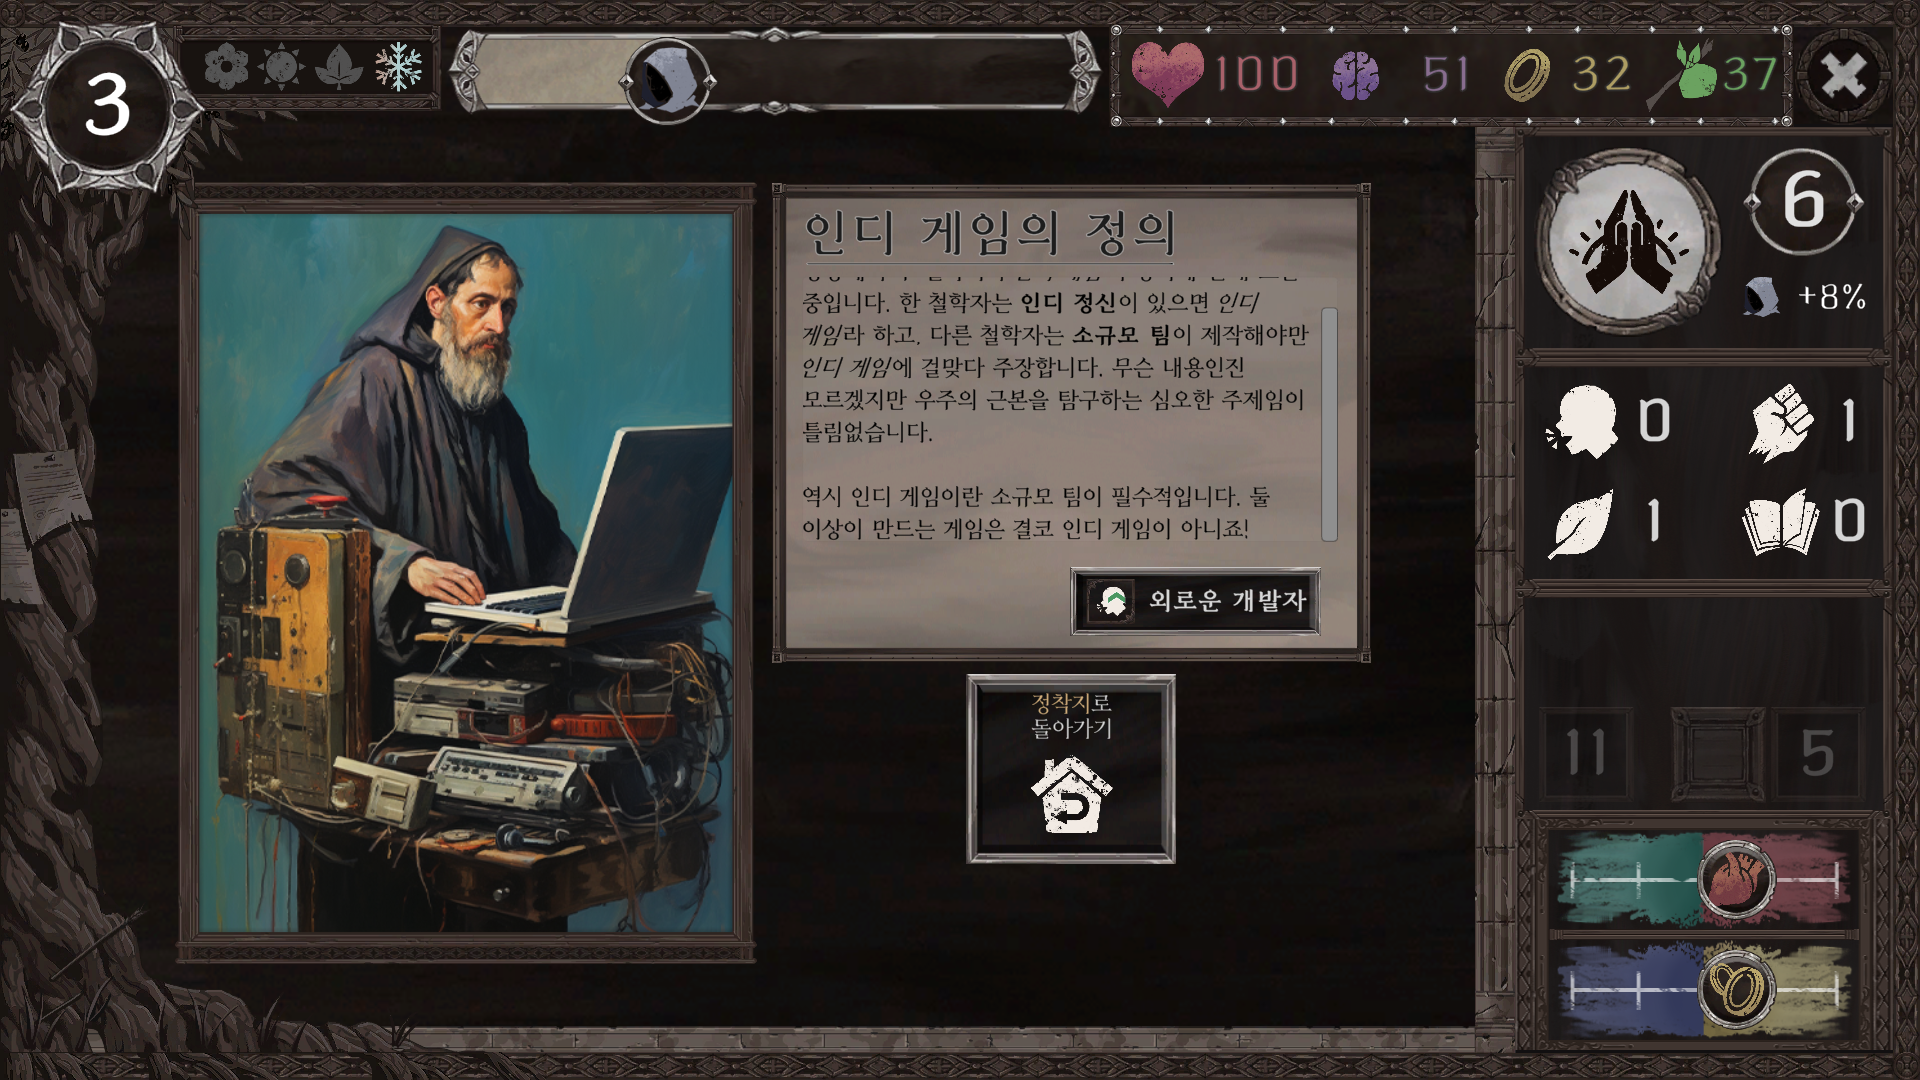 3
100
51
32
37
6
+8%
인디 게임의 정의
중입니다. 한 철학자는 인디 정신이 있으면 인디
게임라 하고, 다른 철학자는 소규모 팀이 제작해야만
인디 게임에 걸맞다 주장합니다. 무슨 내용인진
모르겠지만 우주의 근본을 탐구하는 심오한 주제임이
틀림없습니다.
역시 인디 게임이란 소규모 팀이 필수적입니다. 둘
이상이 만드는 게임은 결코 인디 게임이 아니죠!
외로운 개발자
정착지로
돌아가기
0
1
1
0
11
5